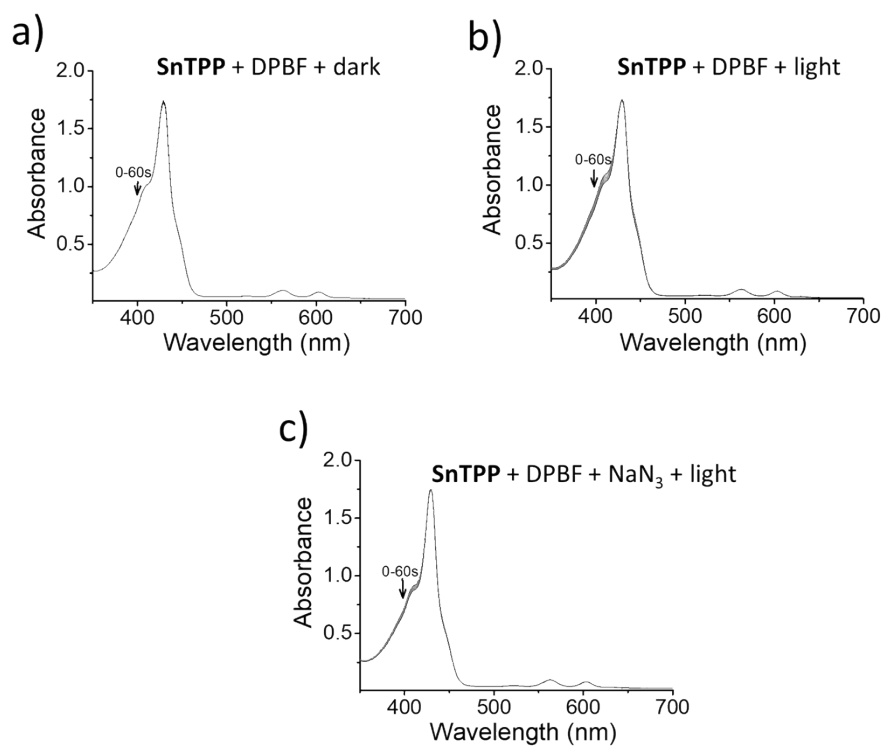 a)
SnTPP + DPBF + dark
2.0
1.5
1.0
0.5
0-60s
Absorbance
400 500 600 700
Wavelength (nm)
b)
SnTPP + DPBF + light
2.0
1.5
1.0
0.5
0-60s
Absorbance
400 500 600 700
Wavelength (nm)
c)
SnTPP + DPBF + NaN₃ + light
2.0
1.5
1.0
0.5
0-60s
Absorbance
400 500 600 700
Wavelength (nm)